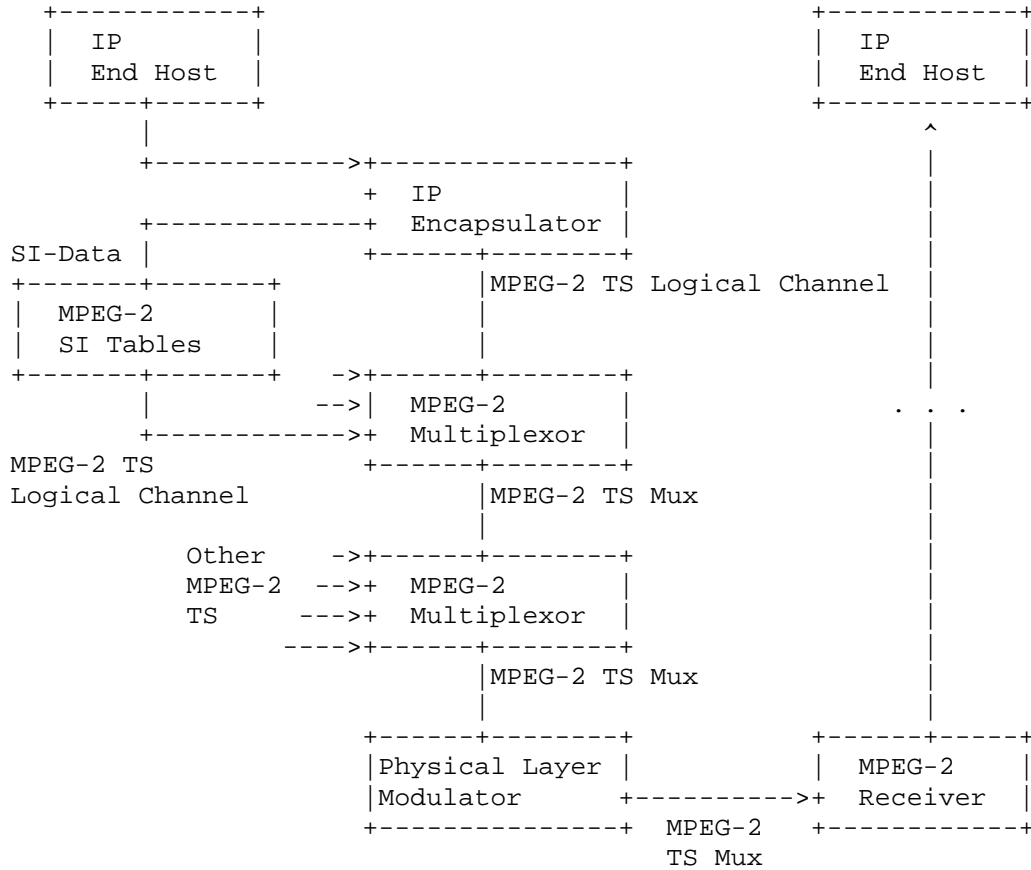 +------------+                                  +------------+
|  IP        |                                  |  IP        |
|  End Host  |                                  |  End Host  |
+-----+------+                                  +------------+
      |                                                ^
      +------------>+---------------+                  |
                    +  IP           |                  |
      +-------------+  Encapsulator |                  |
SI-Data |           +------+--------+                  |
+-------+-------+          |MPEG-2 TS Logical Channel  |
|  MPEG-2       |          |                           |
|  SI Tables    |          |                           |
+-------+-------+   ->+------+--------+                |
        |          -->|  MPEG-2       |              . . .
        +------------>+  Multiplexor  |                |
MPEG-2 TS             +------+--------+                |
Logical Channel              |MPEG-2 TS Mux            |
                             |                         |
           Other    ->+------+--------+                |
           MPEG-2  -->+  MPEG-2       |                |
           TS     --->+  Multiplexor  |                |
                 ---->+------+--------+                |
                             |MPEG-2 TS Mux            |
                             |                         |
                      +------+--------+         +------+-----+
                      |Physical Layer |         |  MPEG-2    |
                      |Modulator      +-------->+  Receiver  |
                      +---------------+  MPEG-2 +------------+
                                         TS Mux